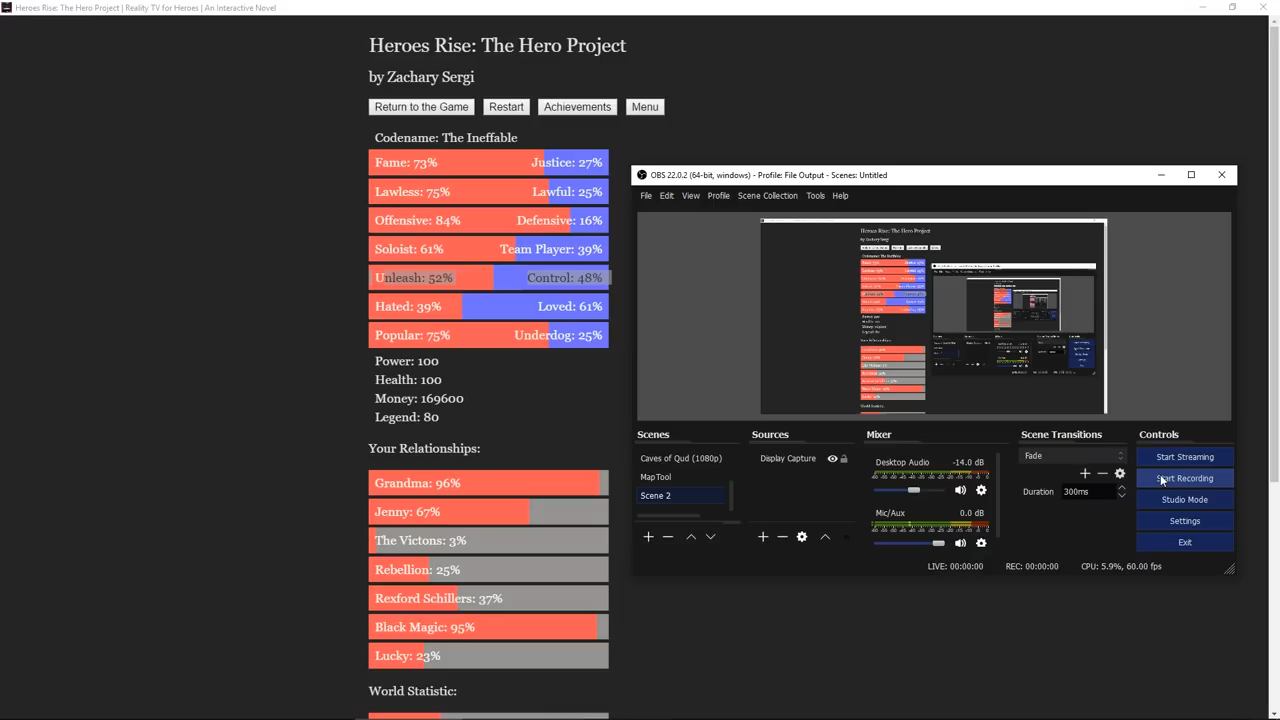 Heroes Rise: The Hero Project | Reality TV for Heroes | An Interactive Novel
Heroes Rise: The Hero Project
by Zachary Sergi
Return to the Game Restart Achievements Menu
Codename: The Ineffable
Fame: 73% Justice: 27%
Lawless: 75% Lawful: 25%
Offensive: 84% Defensive: 16%
Soloist: 61% Team Player: 39%
Unleash: 52% Control: 48%
Hated: 39% Loved: 61%
Popular: 75% Underdog: 25%
Power: 100
Health: 100
Money: 169600
Legend: 80
Your Relationships:
Grandma: 96%
Jenny: 67%
The Victons: 3%
Rebellion: 25%
Rexford Schillers: 37%
Black Magic: 95%
Lucky: 23%
World Statistic:
OBS 22.0.2 (64-bit, windows) - Profile: File Output - Scenes: Untitled
File Edit View Profile Scene Collection Tools Help
Heroes Rise: The Hero Project
by Zachary Sergi
Scenes Sources Mixer Scene Transitions Controls
Caves of Qud (1080p)
MapTool
Scene 2
Display Capture
Desktop Audio -14.0 dB
Mic/Aux 0.0 dB
Fade
Duration 300ms
Start Streaming
Start Recording
Studio Mode
Settings
Exit
LIVE: 00:00:00 REC: 00:00:00 CPU: 5.9%, 60.00 fps